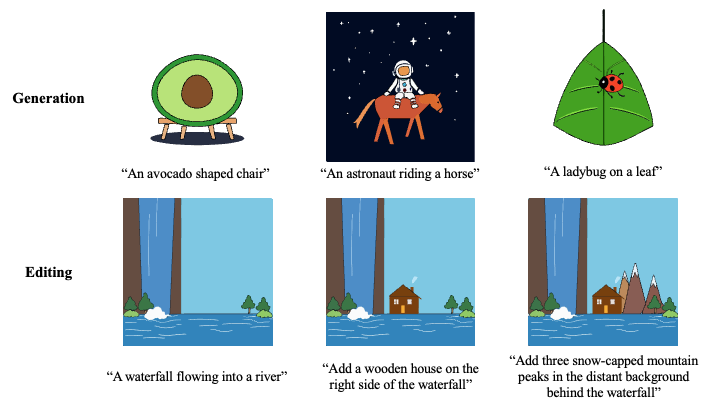 Generation
“An avocado shaped chair”
“An astronaut riding a horse”
“A ladybug on a leaf”
Editing
“A waterfall flowing into a river”
“Add a wooden house on the
right side of the waterfall”
“Add three snow-capped mountain
peaks in the distant background
behind the waterfall”